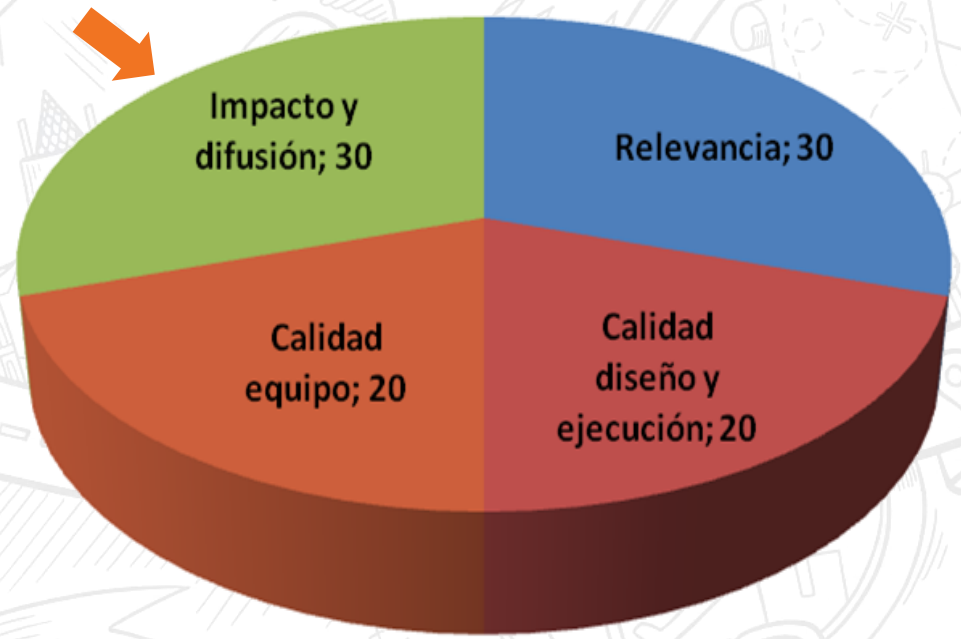 Impacto y
difusión; 30
Relevancia; 30
Calidad
equipo; 20
Calidad
diseño y
ejecución; 20